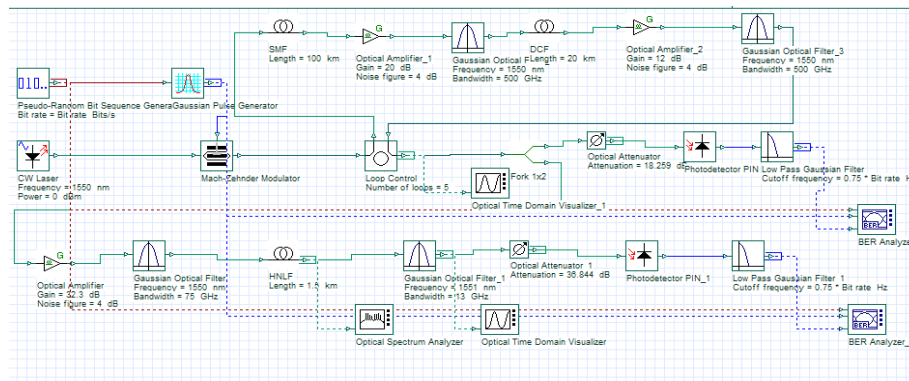 SMF
Length = 100 km
G
Optical Amplifier_1
Gain = 20 dB
Noise figure = 4 dB
Gaussian Optical F
Frequency = 1550 nm
Bandwidth = 500 GHz
DCF
Length = 20 km
G
Optical Amplifier_2
Gain = 12 dB
Noise figure = 4 dB
Gaussian Optical Filter_3
Frequency = 1550 nm
Bandwidth = 500 GHz
Pseudo-Random Bit Sequence Genera
Bit rate = Bit rate Bits/s
Gaussian Pulse Generator
CW Laser
Frequency = 1550 nm
Power = 0 dBm
Mach-Zehnder Modulator
Loop Control
Number of loops = 5
Fork 1x2
Optical Time Domain Visualizer_1
Optical Attenuator
Attenuation = 18.259 dB
Photodetector PIN
Low Pass Gaussian Filter
Cutoff frequency = 0.75 * Bit rate H
BER
BER Analyze
G
Optical Amplifier
Gain = 32.3 dB
Noise figure = 4 dB
Gaussian Optical Filter
Frequency = 1550 nm
Bandwidth = 75 GHz
HNLF
Length = 1.5 km
Gaussian Optical Filter_1
Frequency = 1551 nm
Bandwidth = 13 GHz
Optical Attenuator 1
Attenuation = 36.844 dB
Photodetector PIN_1
Low Pass Gaussian Filter 1
Cutoff frequency = 0.75 * Bit rate Hz
Optical Spectrum Analyzer
Optical Time Domain Visualizer
BER
BER Analyzer_